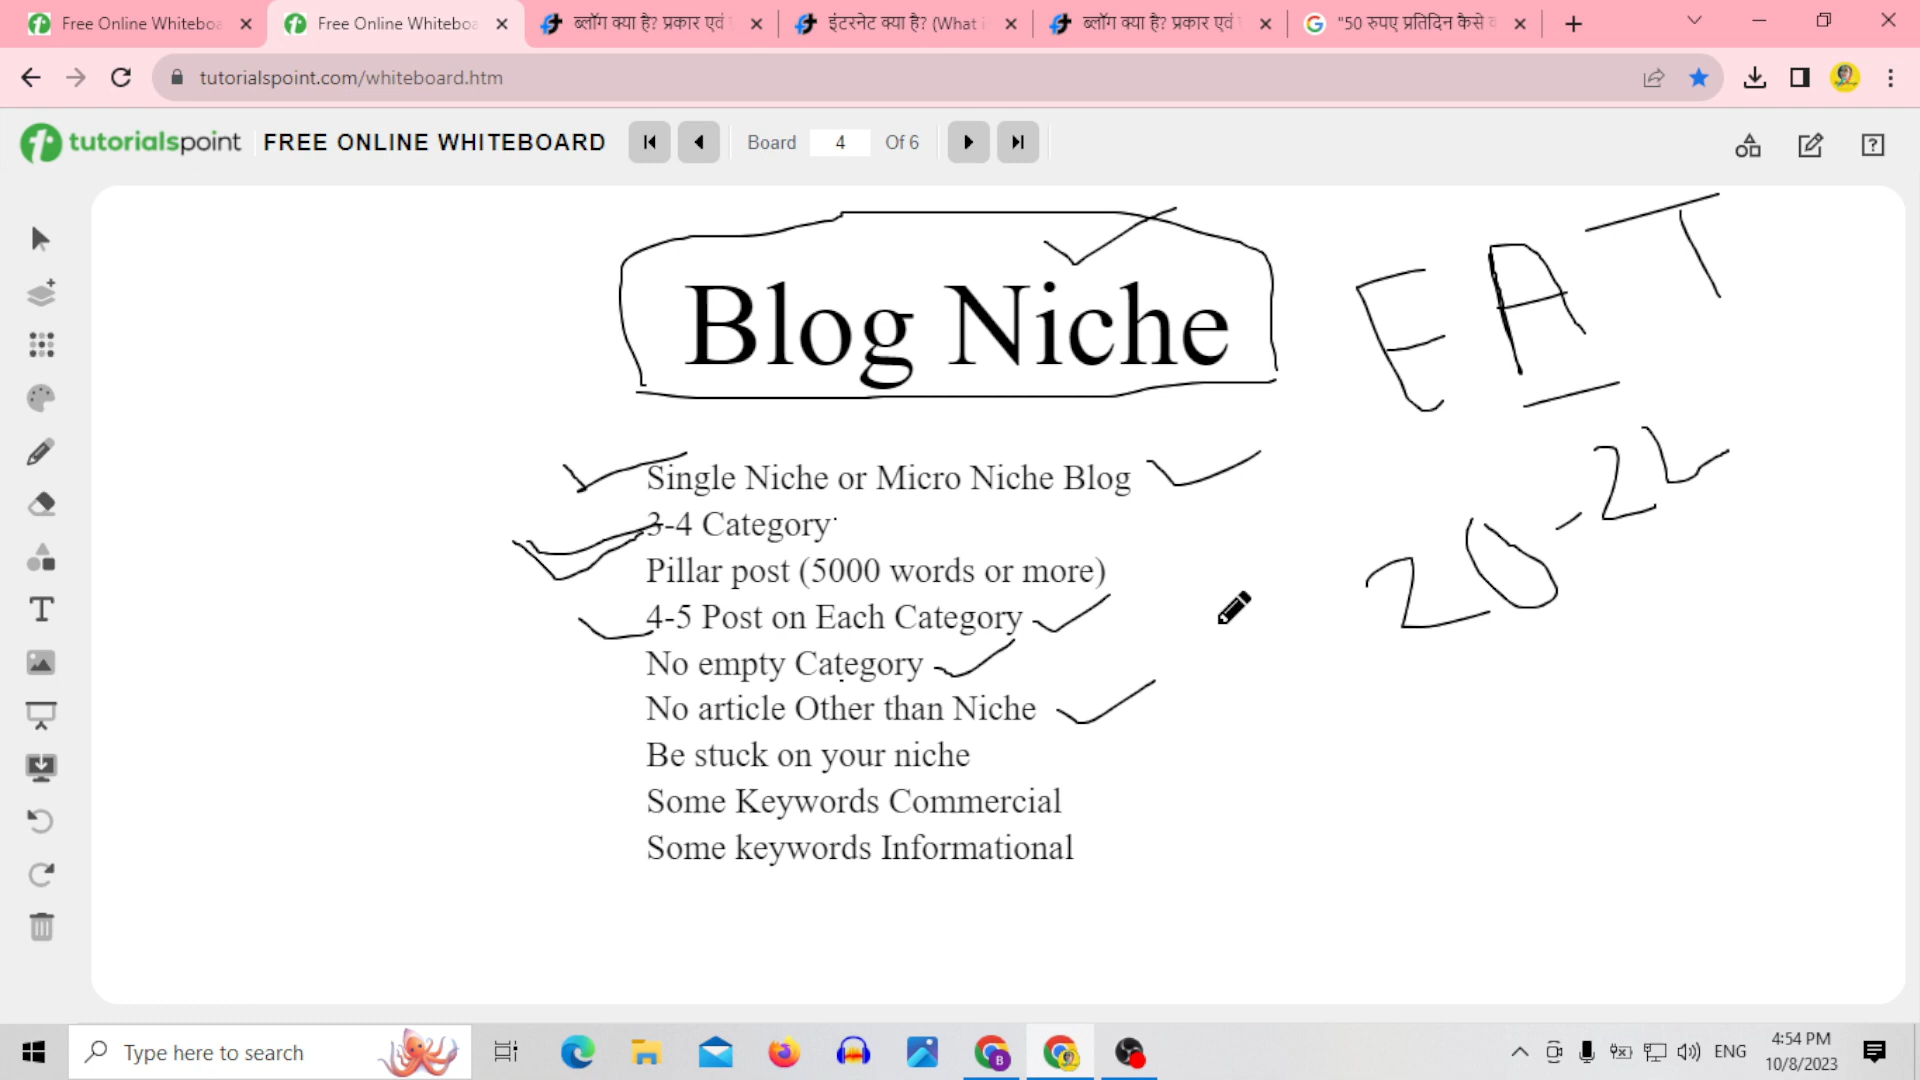 Free Online Whiteboa
Free Online Whiteboa
ब्लॉग क्या है? प्रकार एवं
इंटरनेट क्या है? (What i
ब्लॉग क्या है? प्रकार एवं
"50 रुपए प्रतिदिन कैसे क
tutorialspoint.com/whiteboard.htm
tutorialspoint FREE ONLINE WHITEBOARD Board 4 Of 6
EAT
Blog Niche
Single Niche or Micro Niche Blog
3-4 Category
20-22
Pillar post (5000 words or more)
4-5 Post on Each Category
No empty Category
No article Other than Niche
Be stuck on your niche
Some Keywords Commercial
Some keywords Informational
Type here to search
ENG
4:54 PM
10/8/2023